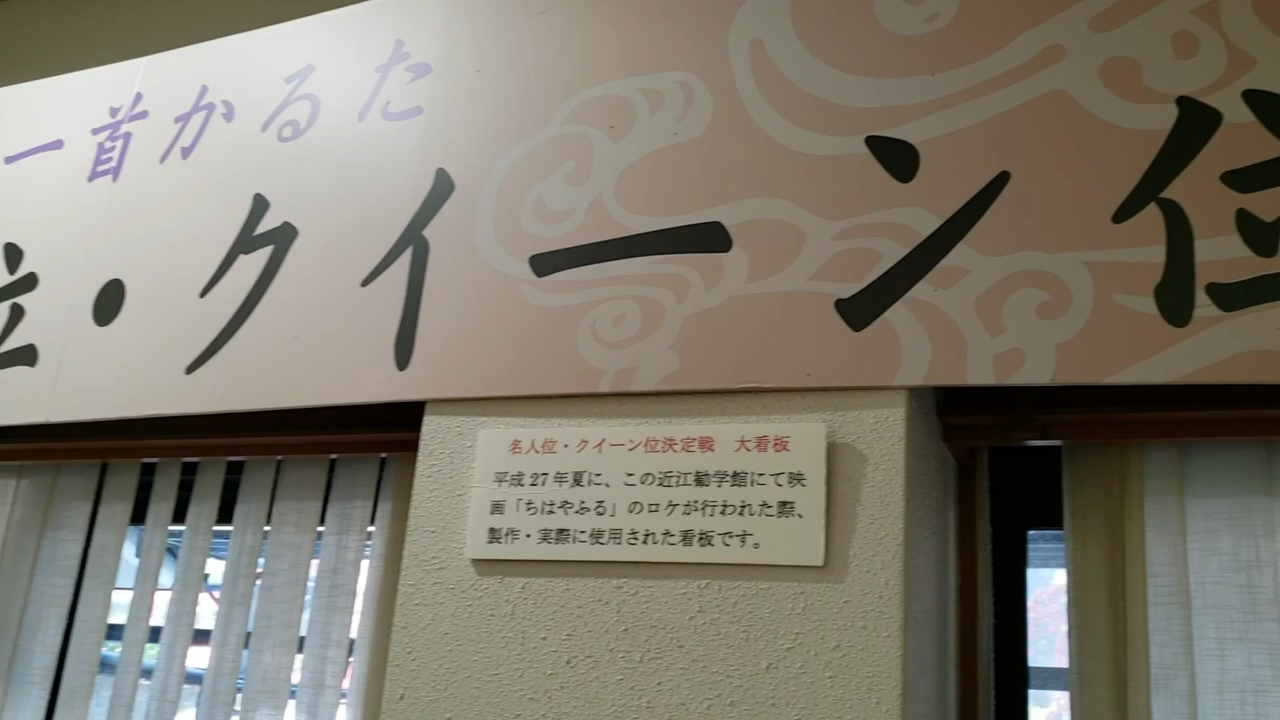 一首かるた
位・クイーン位
名人位・クイーン位決定戦 大看板
平成27年夏に、この近江勧学館にて映
画「ちはやふる」のロケが行われた際、
製作・実際に使用された看板です。